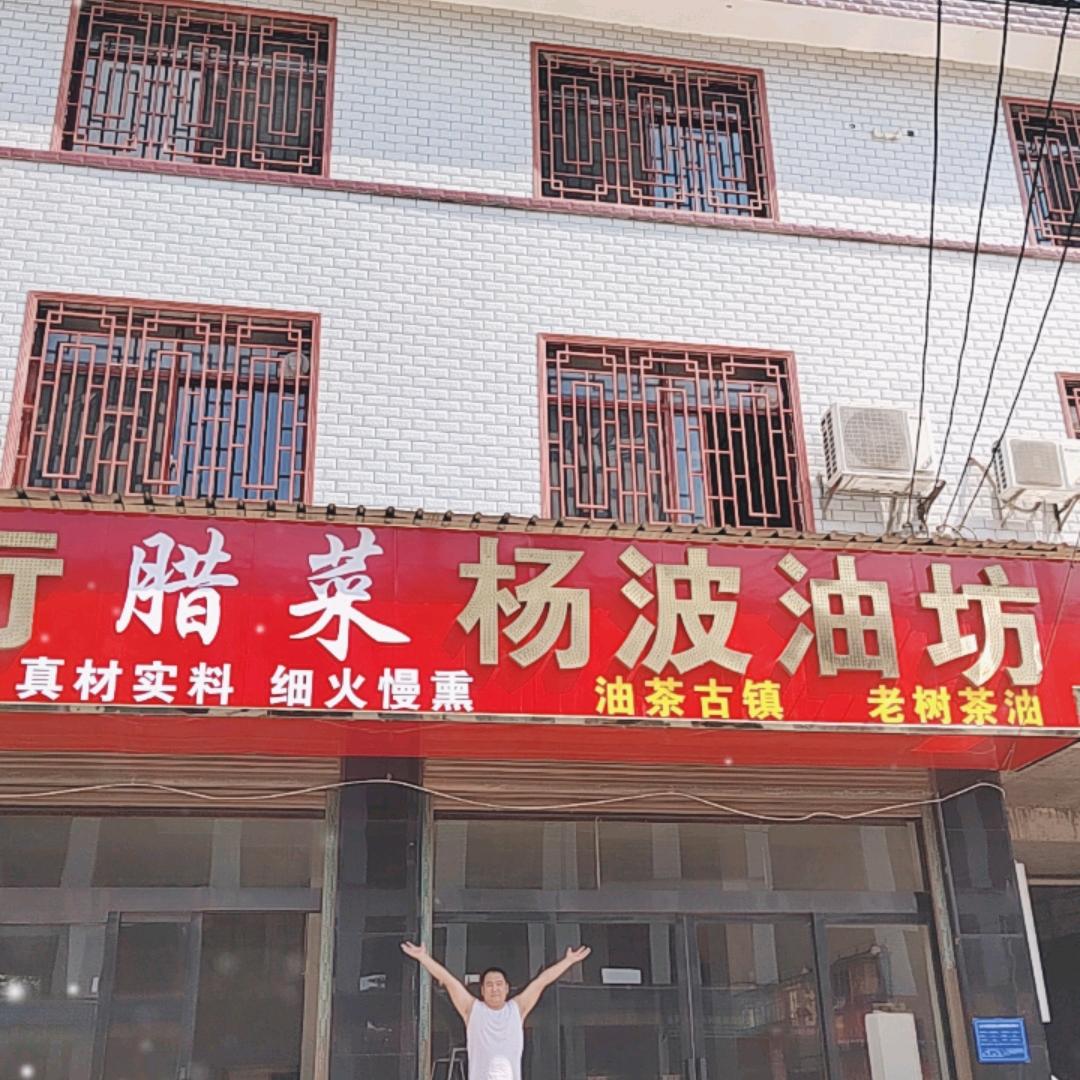 行 腊菜 杨波油坊
真材实料 细火慢熏 油茶古镇 老树茶油